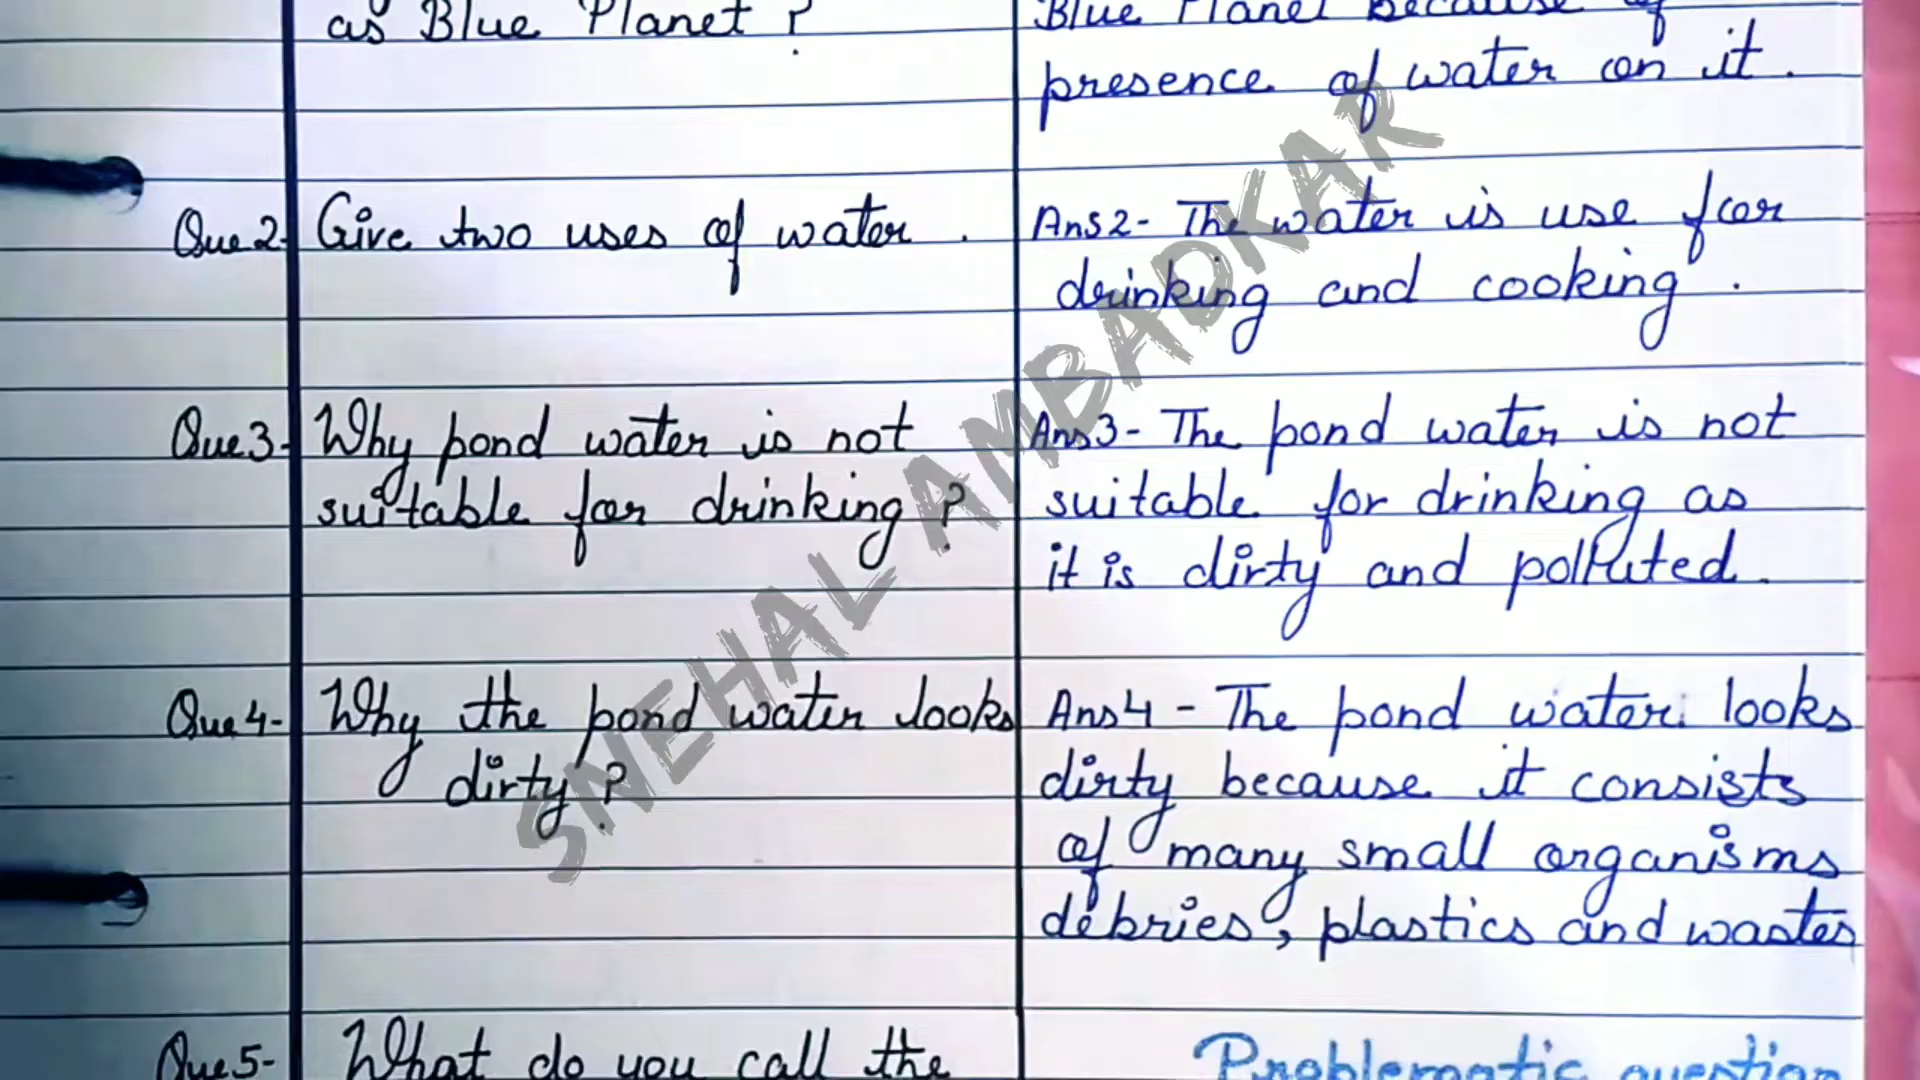 as Blue Planet ?
Blue Planet because of
presence of water on it .
Que 2- Give two uses of water .
Ans 2- The water is use for
drinking and cooking .
Que 3- Why pond water is not
suitable for drinking ?
Ans 3- The pond water is not
suitable for drinking as
it is dirty and polluted .
Que 4- Why the pond water looks
dirty ?
Ans 4 - The pond water looks
dirty because it consists
of many small organisms
debries, plastics and wastes
Que 5- What do you call the
Problematic question
SNEHAL AMBADKAR